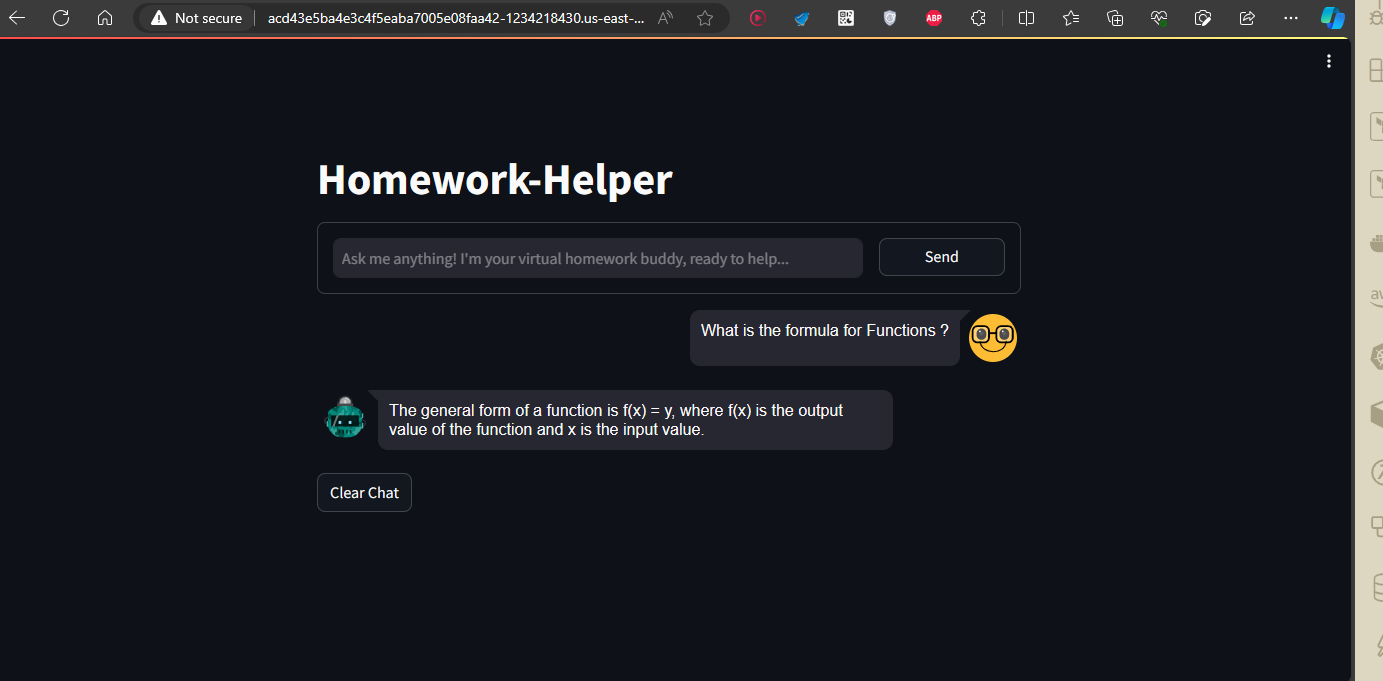 Not secure
acd43e5ba4e3c4f5eaba7005e08faa42-1234218430.us-east-...
ABP
Homework-Helper
Ask me anything! I'm your virtual homework buddy, ready to help...
Send
What is the formula for Functions ?
The general form of a function is f(x) = y, where f(x) is the output
value of the function and x is the input value.
Clear Chat